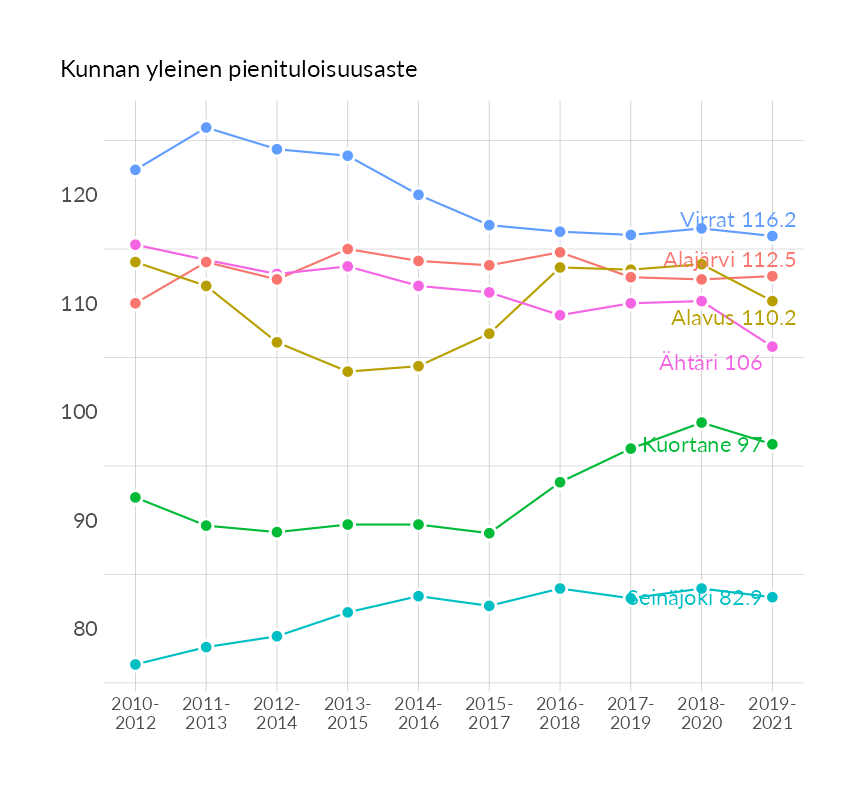 Kunnan yleinen pienituloisuusaste
120
110
100
90
80
Virrat 116.2
Alajärvi 112.5
Alavus 110.2
Ähtäri 106
Kuortane 97
Seinäjoki 82.9
2010- 2011- 2012- 2013- 2014- 2015- 2016- 2017- 2018- 2019-
2012 2013 2014 2015 2016 2017 2018 2019 2020 2021